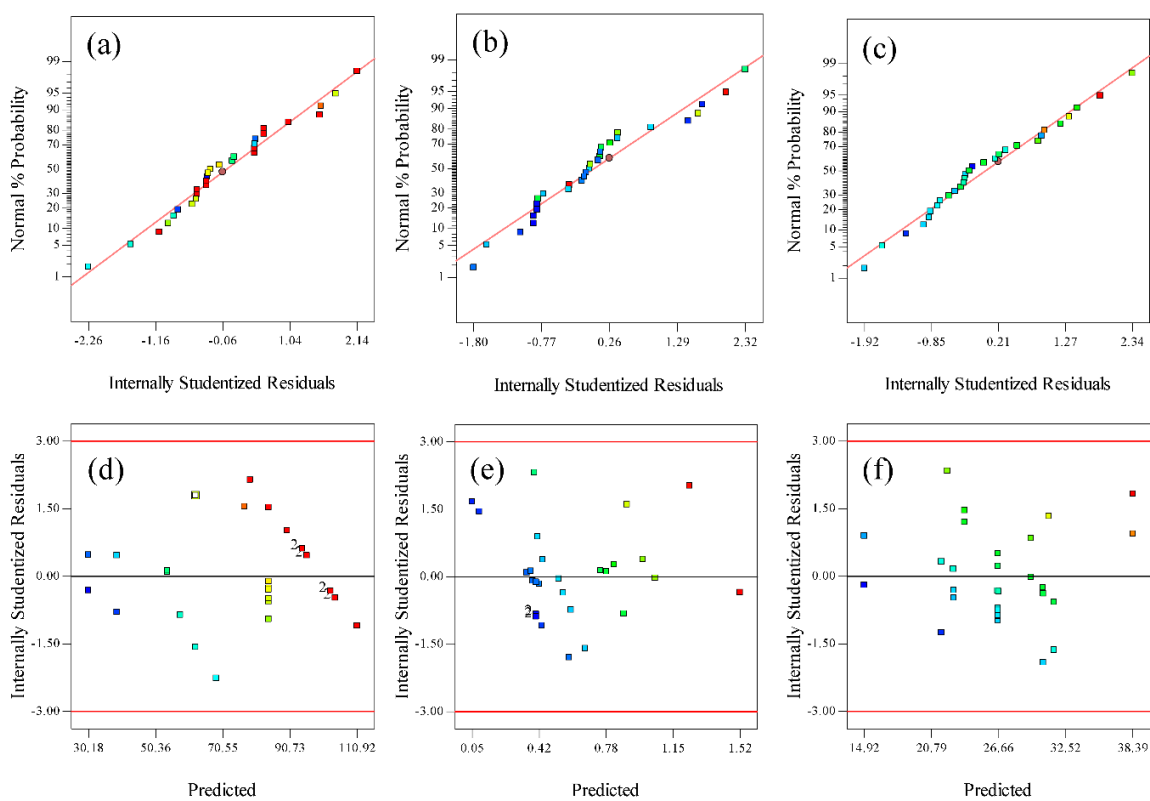 (a)
Normal % Probability
99
95
90
80
70
50
30
20
10
5
1
-2.26 -1.16 -0.06 1.04 2.14
Internally Studentized Residuals
(b)
Normal % Probability
99
95
90
80
70
50
30
20
10
5
1
-1.80 -0.77 0.26 1.29 2.32
Internally Studentized Residuals
(c)
Normal % Probability
99
95
90
80
70
50
30
20
10
5
1
-1.92 -0.85 0.21 1.27 2.34
Internally Studentized Residuals
(d)
Internally Studentized Residuals
3.00
1.50
0.00
-1.50
-3.00
2
2
2
2
30,18 50,36 70,55 90,73 110,92
Predicted
(e)
Internally Studentized Residuals
3.00
1.50
0.00
-1.50
-3.00
2
2
0.05 0.42 0.78 1.15 1.52
Predicted
(f)
Internally Studentized Residuals
3.00
1.50
0.00
-1.50
-3.00
14,92 20,79 26,66 32,52 38,39
Predicted